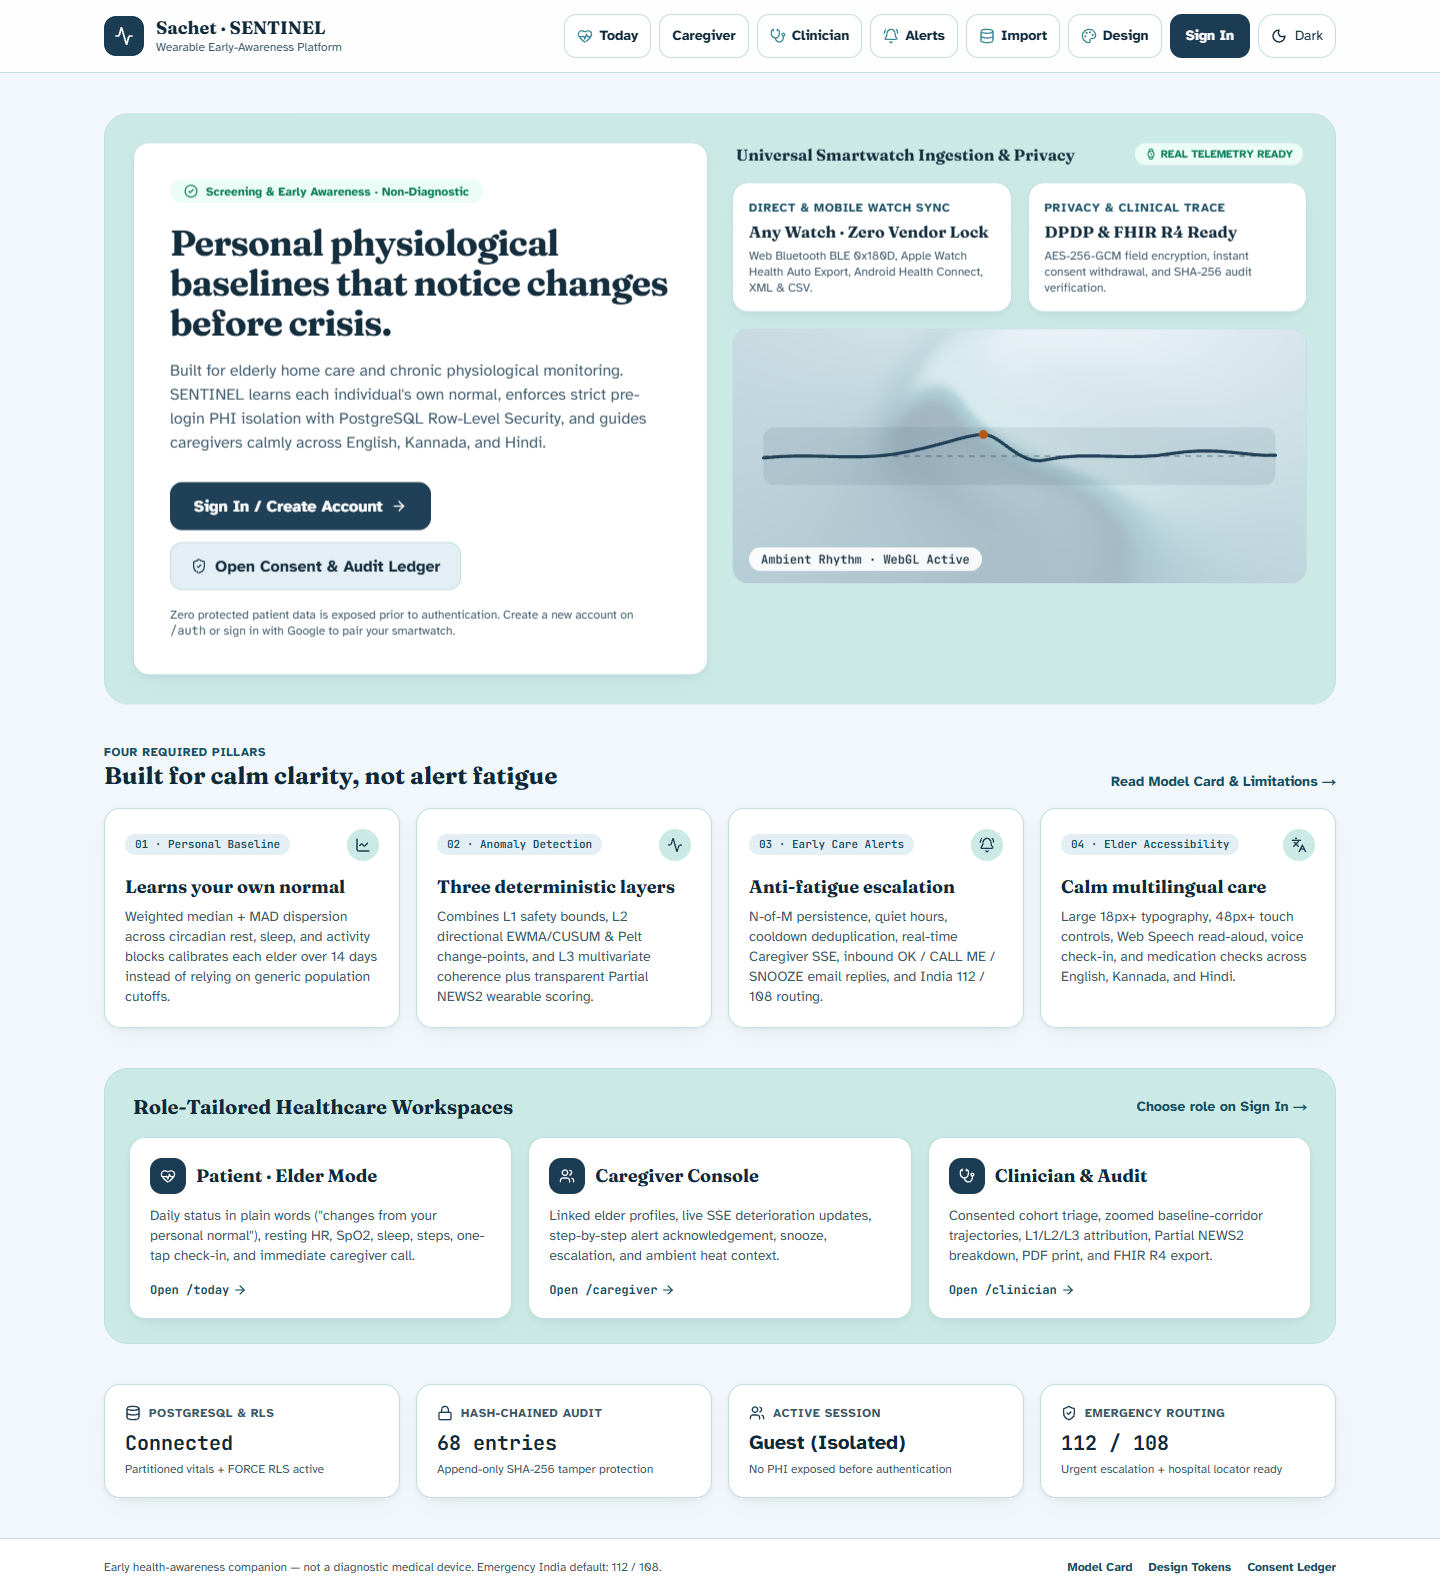 Sachet · SENTINEL
Wearable Early-Awareness Platform
Today
Caregiver
Clinician
Alerts
Import
Design
Sign In
Dark
Screening & Early Awareness · Non-Diagnostic
Personal physiological
baselines that notice changes
before crisis.
Built for elderly home care and chronic physiological monitoring.
SENTINEL learns each individual's own normal, enforces strict pre-
login PHI isolation with PostgreSQL Row-Level Security, and guides
caregivers calmly across English, Kannada, and Hindi.
Sign In / Create Account →
Open Consent & Audit Ledger
Zero protected patient data is exposed prior to authentication. Create a new account on
/auth or sign in with Google to pair your smartwatch.
Universal Smartwatch Ingestion & Privacy
REAL TELEMETRY READY
DIRECT & MOBILE WATCH SYNC
Any Watch · Zero Vendor Lock
Web Bluetooth BLE 0x180D, Apple Watch
Health Auto Export, Android Health Connect,
XML & CSV.
PRIVACY & CLINICAL TRACE
DPDP & FHIR R4 Ready
AES-256-GCM field encryption, instant
consent withdrawal, and SHA-256 audit
verification.
Ambient Rhythm · WebGL Active
FOUR REQUIRED PILLARS
Built for calm clarity, not alert fatigue
Read Model Card & Limitations →
01 · Personal Baseline
Learns your own normal
Weighted median + MAD dispersion
across circadian rest, sleep, and activity
blocks calibrates each elder over 14 days
instead of relying on generic population
cutoffs.
02 · Anomaly Detection
Three deterministic layers
Combines L1 safety bounds, L2
directional EWMA/CUSUM & Pelt
change-points, and L3 multivariate
coherence plus transparent Partial
NEWS2 wearable scoring.
03 · Early Care Alerts
Anti-fatigue escalation
N-of-M persistence, quiet hours,
cooldown deduplication, real-time
Caregiver SSE, inbound OK / CALL ME /
SNOOZE email replies, and India 112 /
108 routing.
04 · Elder Accessibility
Calm multilingual care
Large 18px+ typography, 48px+ touch
controls, Web Speech read-aloud, voice
check-in, and medication checks across
English, Kannada, and Hindi.
Role-Tailored Healthcare Workspaces
Choose role on Sign In →
Patient · Elder Mode
Daily status in plain words ("changes from your
personal normal"), resting HR, SpO2, sleep, steps, one-
tap check-in, and immediate caregiver call.
Open /today →
Caregiver Console
Linked elder profiles, live SSE deterioration updates,
step-by-step alert acknowledgement, snooze,
escalation, and ambient heat context.
Open /caregiver →
Clinician & Audit
Consented cohort triage, zoomed baseline-corridor
trajectories, L1/L2/L3 attribution, Partial NEWS2
breakdown, PDF print, and FHIR R4 export.
Open /clinician →
POSTGRESQL & RLS
Connected
Partitioned vitals + FORCE RLS active
HASH-CHAINED AUDIT
68 entries
Append-only SHA-256 tamper protection
ACTIVE SESSION
Guest (Isolated)
No PHI exposed before authentication
EMERGENCY ROUTING
112 / 108
Urgent escalation + hospital locator ready
Early health-awareness companion — not a diagnostic medical device. Emergency India default: 112 / 108.
Model Card
Design Tokens
Consent Ledger